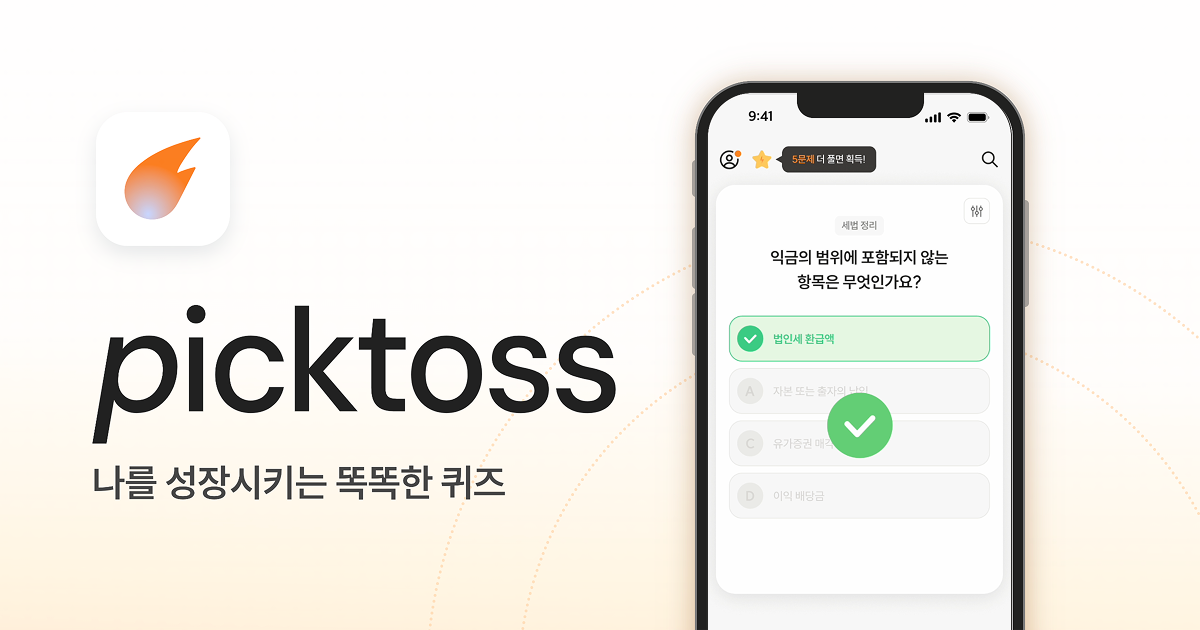 picktoss
나를 성장시키는 똑똑한 퀴즈
9:41
5문제 더 풀면 획득!
세법 정리
익금의 범위에 포함되지 않는
항목은 무엇인가요?
법인세 환급액
A 자본 또는 출자의 납입
C 유가증권 매각
D 이익 배당금